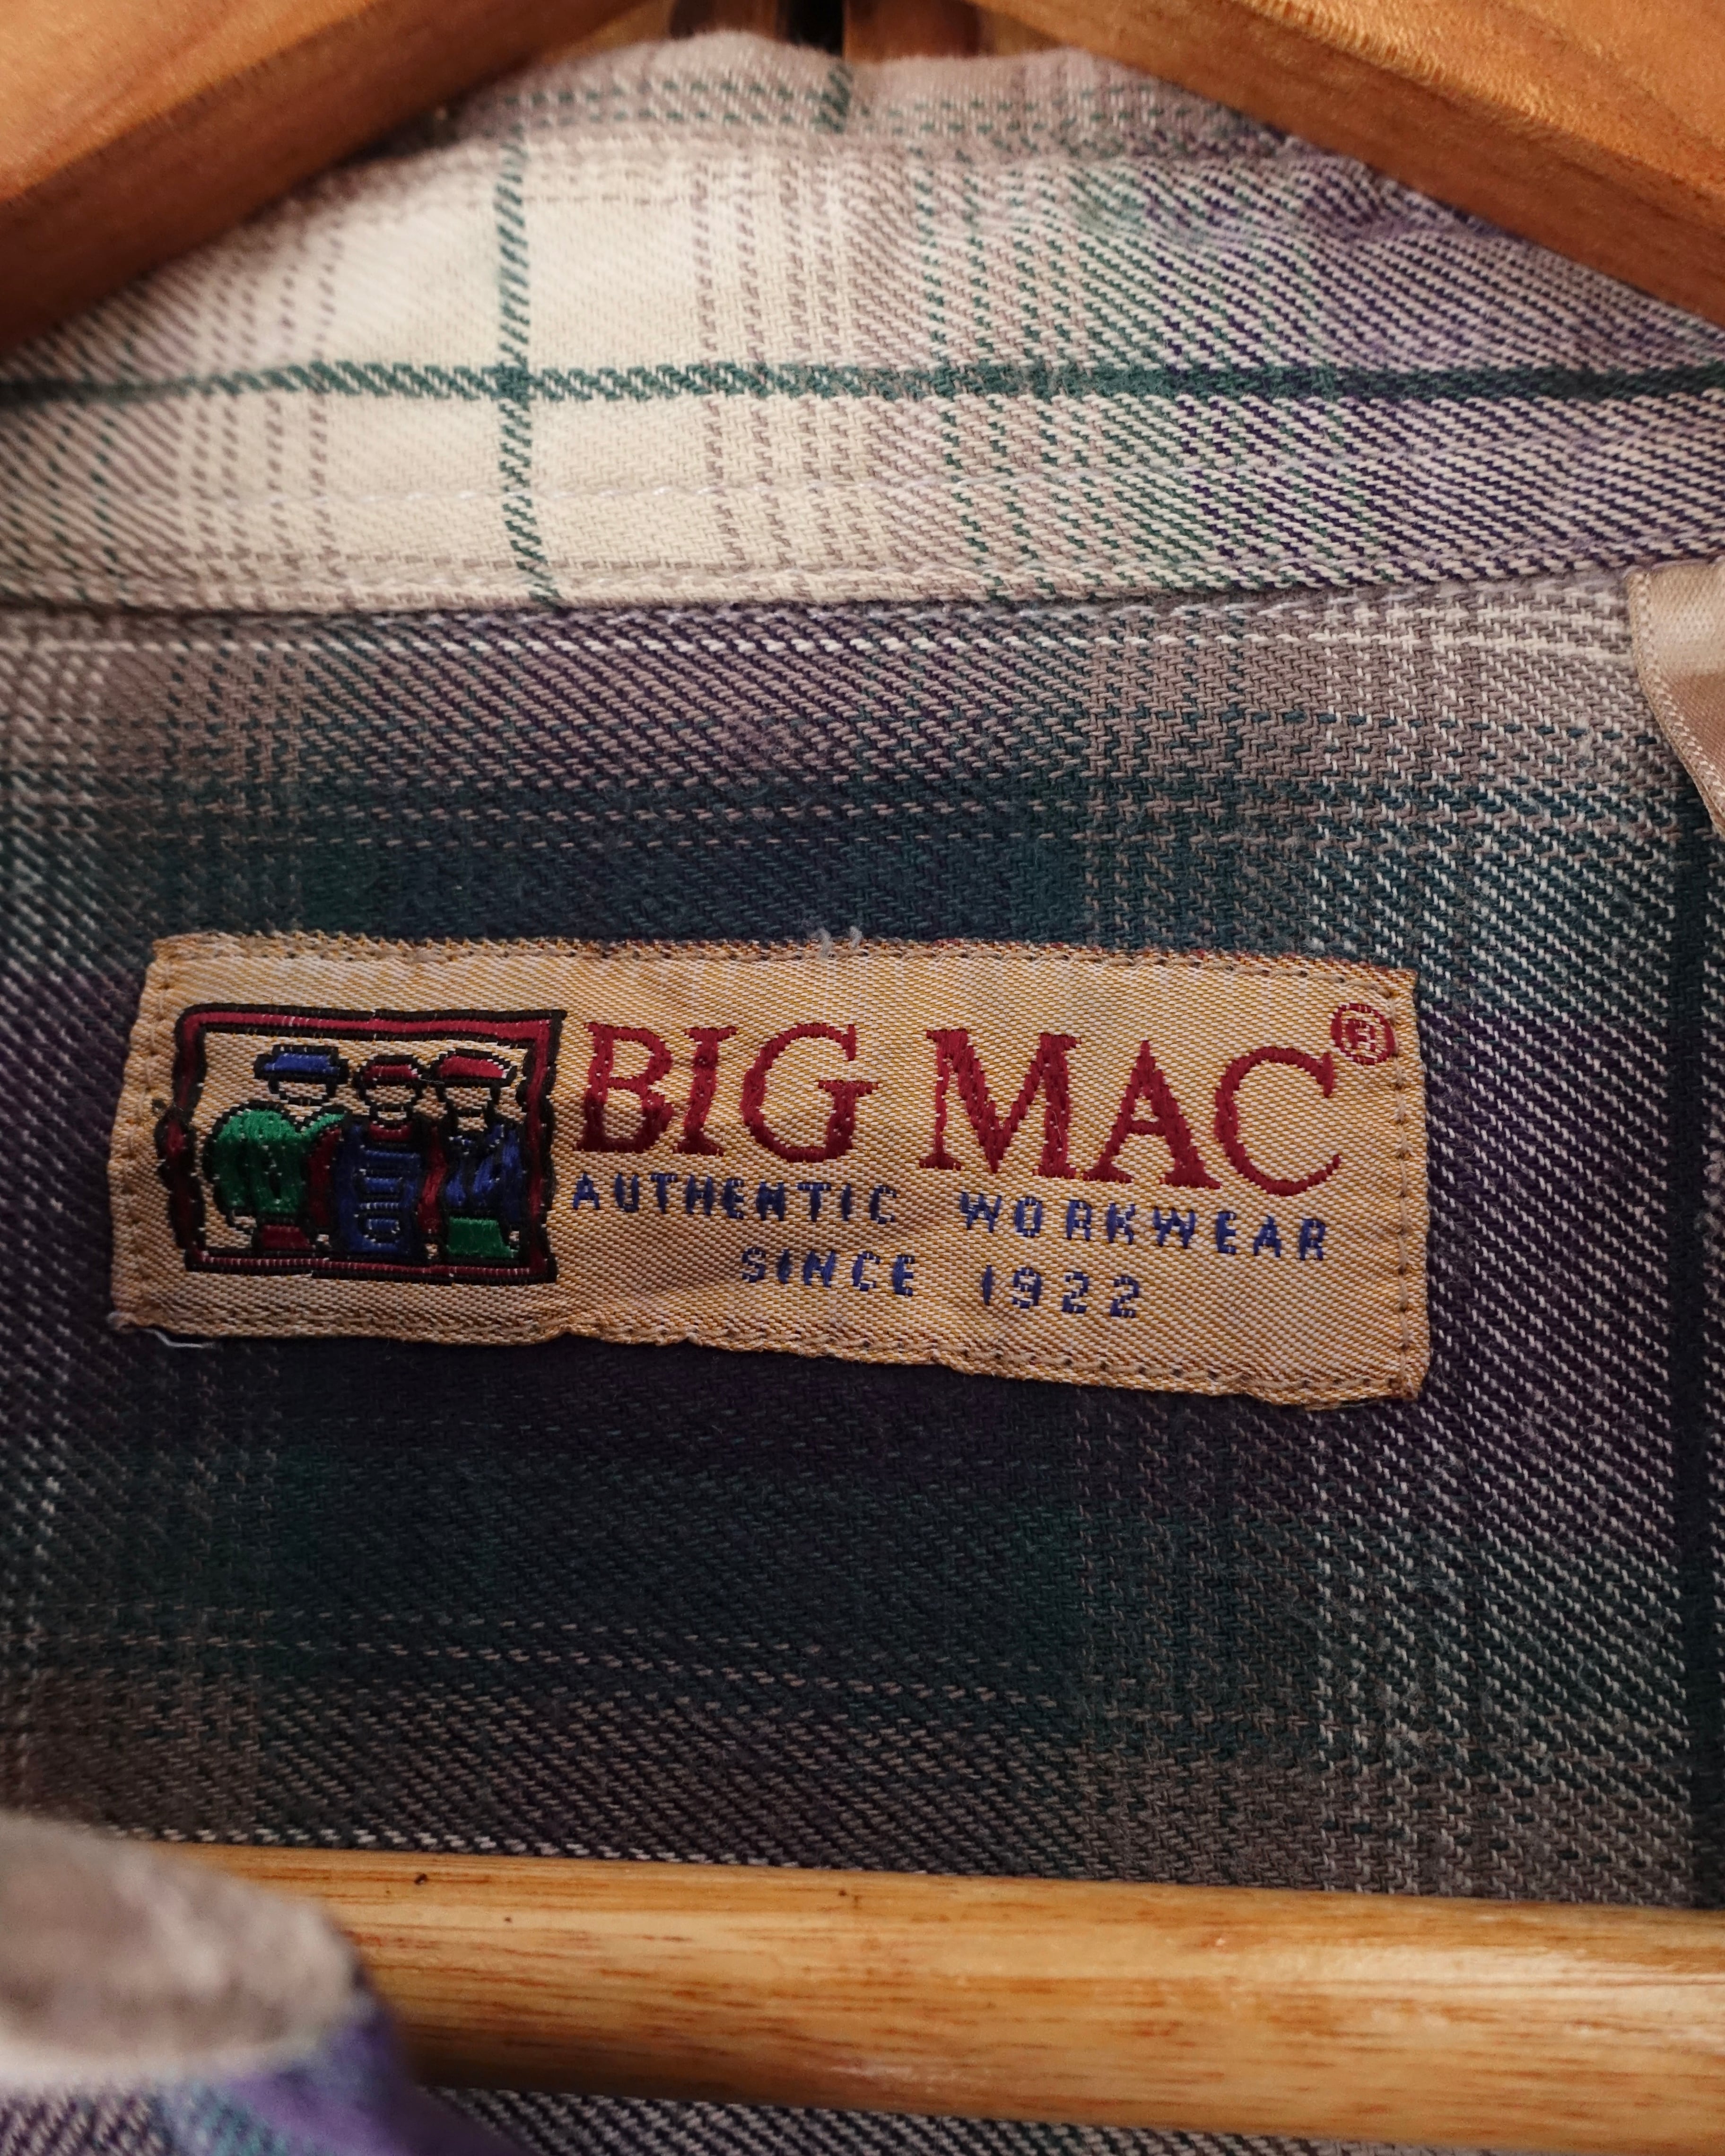 BIG MAC®
AUTHENTIC WORKWEAR
SINCE 1922